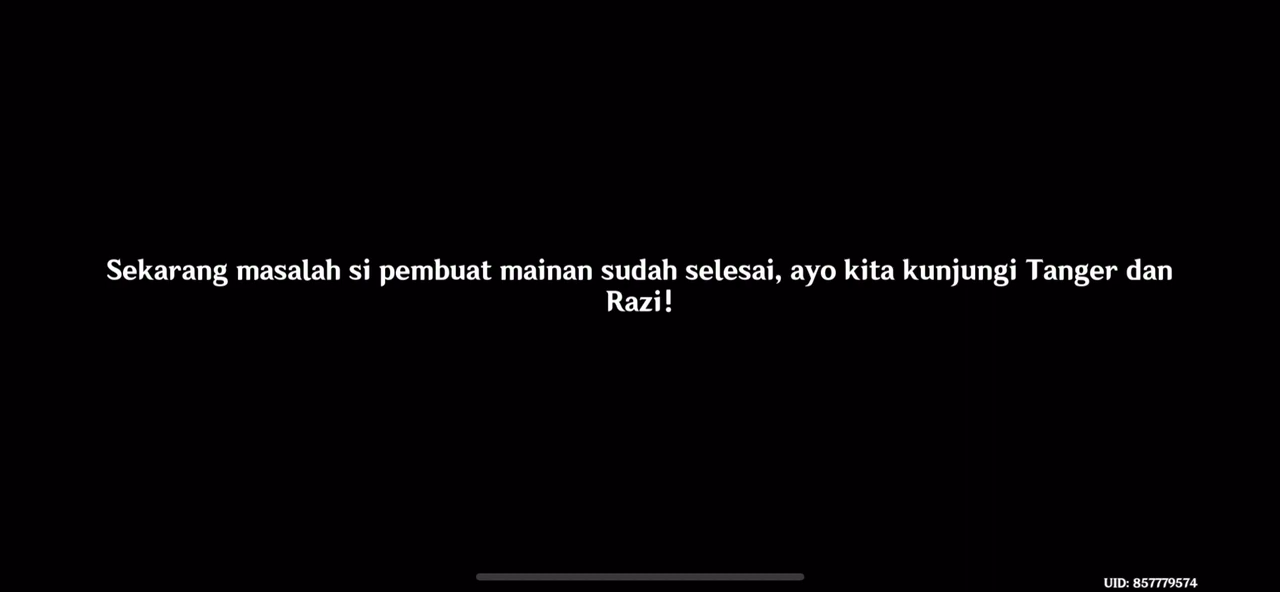 Sekarang masalah si pembuat mainan sudah selesai, ayo kita kunjungi Tanger dan
Razi!
UID: 857779574